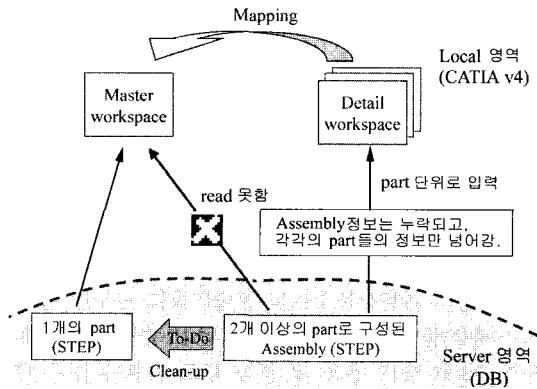 Mapping
Local 영역
(CATIA v4)
Master
workspace
Detail
workspace
read 못함
part 단위로 입력
Assembly정보는 누락되고,
각각의 part들의 정보만 넘어감.
1개의 part
(STEP)
To-Do
Clean-up
2개 이상의 part로 구성된
Assembly (STEP)
Server 영역
(DB)